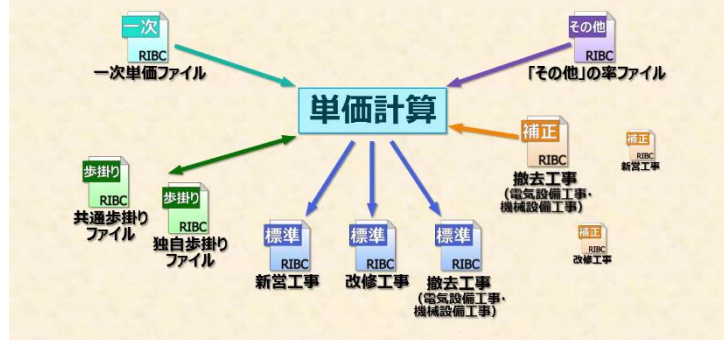 一次
RIBC
一次単価ファイル
その他
RIBC
「その他」の率ファイル
単価計算
補正
RIBC
撤去工事
(電気設備工事・
機械設備工事)
補正
RIBC
新営工事
補正
RIBC
改修工事
歩掛り
RIBC
共通歩掛り
ファイル
歩掛り
RIBC
独自歩掛り
ファイル
標準
RIBC
新営工事
標準
RIBC
改修工事
標準
RIBC
撤去工事
(電気設備工事・
機械設備工事)